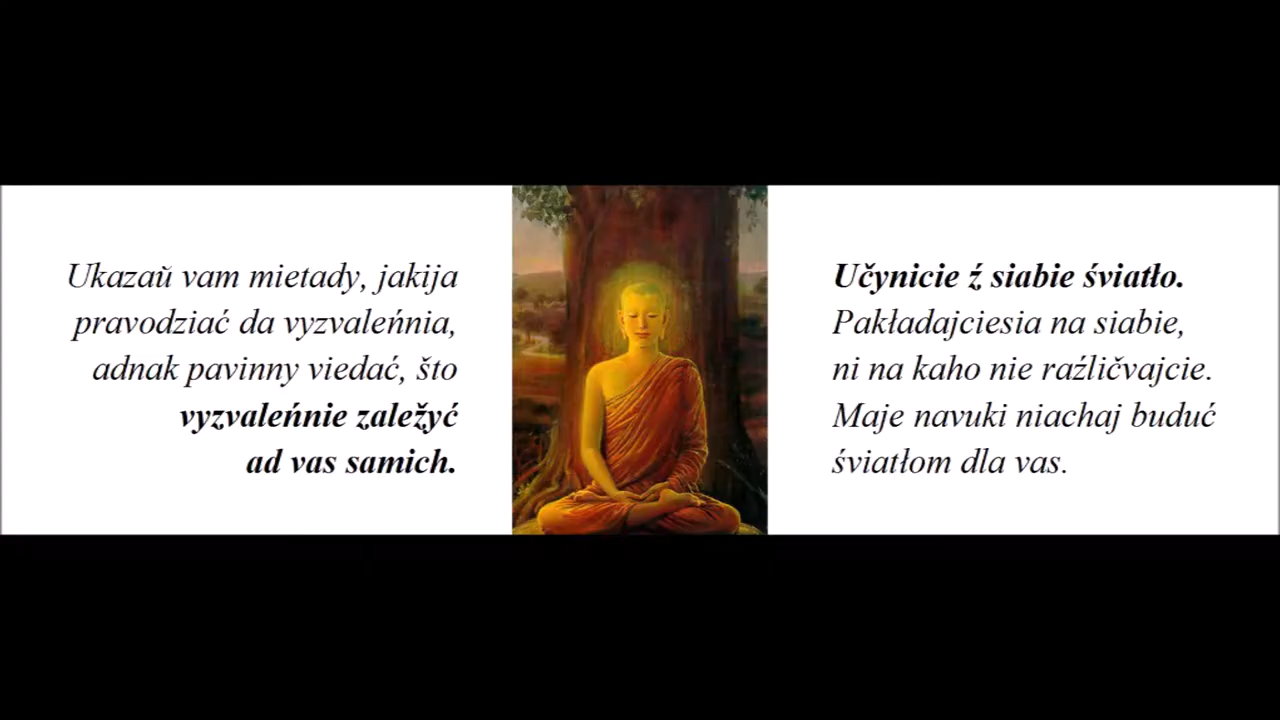 Ukazaŭ vam mietady, jakija
pravodziać da vyzvaleńnia,
adnak pavinny viedać, što
vyzvaleńnie zaležyć
ad vas samich.
Učynicie ź siabie śviatło.
Pakładajciesia na siabie,
ni na kaho nie raźličvajcie.
Maje navuki niachaj buduć
śviatłom dla vas.